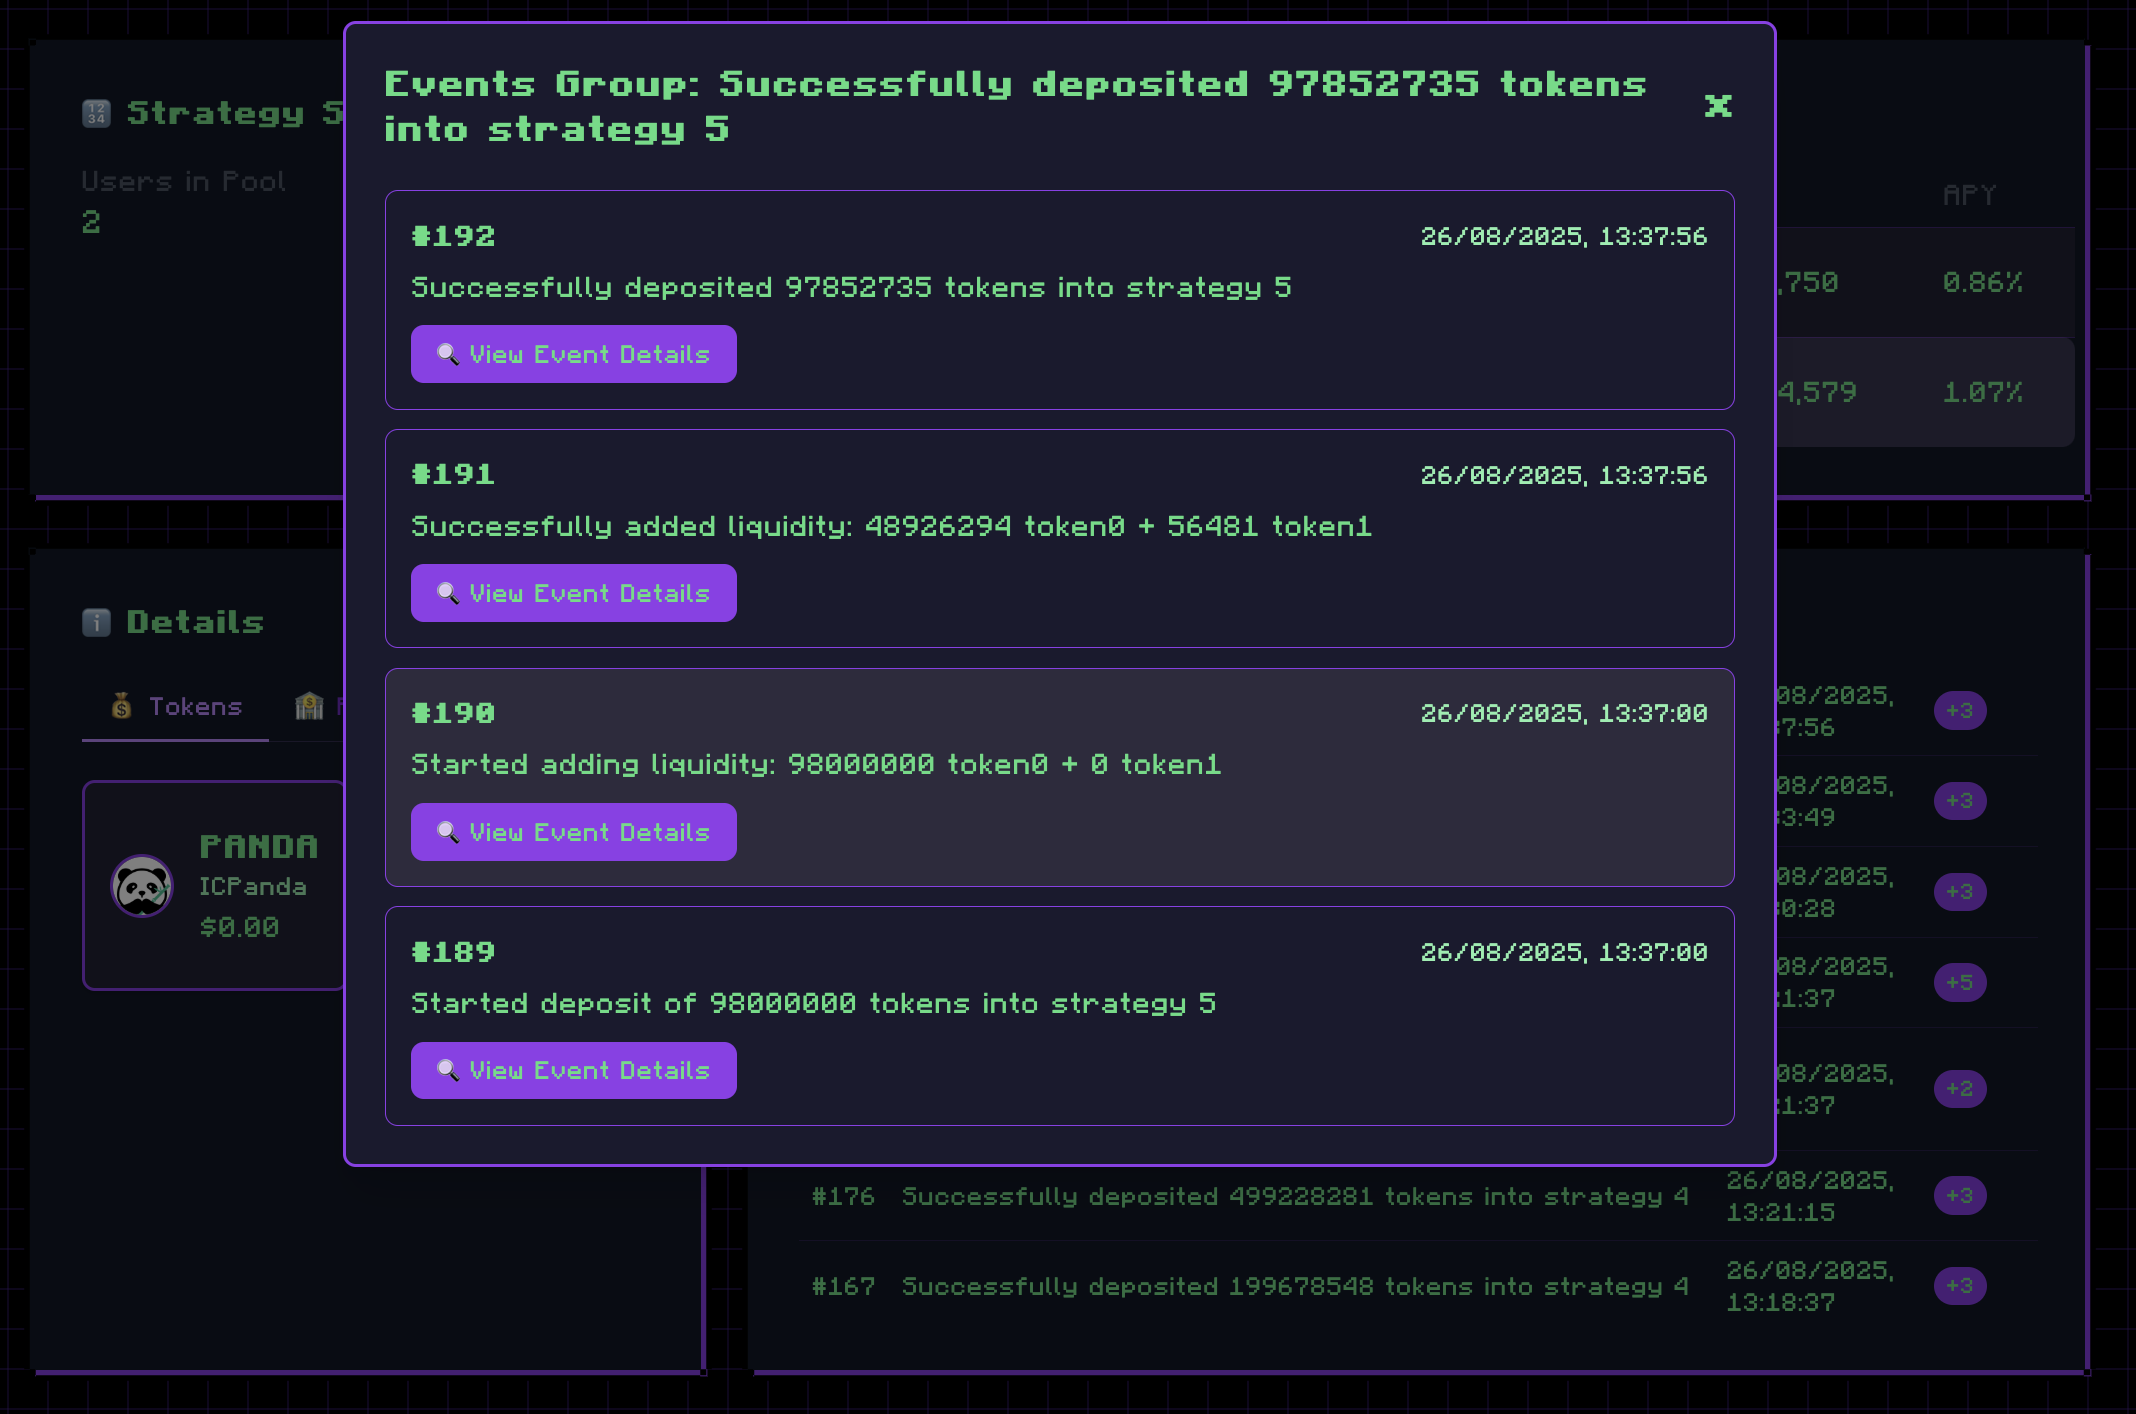 Events Group: Successfully deposited 97852735 tokens
into strategy 5
x
#192
26/08/2025, 13:37:56
Successfully deposited 97852735 tokens into strategy 5
🔍 View Event Details
#191
26/08/2025, 13:37:56
Successfully added liquidity: 48926294 token0 + 56481 token1
🔍 View Event Details
#190
26/08/2025, 13:37:00
Started adding liquidity: 98000000 token0 + 0 token1
🔍 View Event Details
#189
26/08/2025, 13:37:00
Started deposit of 98000000 tokens into strategy 5
🔍 View Event Details
Strategy 5
Users in Pool
2
APY
,750 0.86%
4,579 1.07%
Details
Tokens
PANDA
ICPanda
$0.00
08/2025,
7:56
+3
08/2025,
3:49
+3
08/2025,
0:28
+3
08/2025,
1:37
+5
08/2025,
1:37
+2
#176 Successfully deposited 499228281 tokens into strategy 4
26/08/2025,
13:21:15
+3
#167 Successfully deposited 199678548 tokens into strategy 4
26/08/2025,
13:18:37
+3